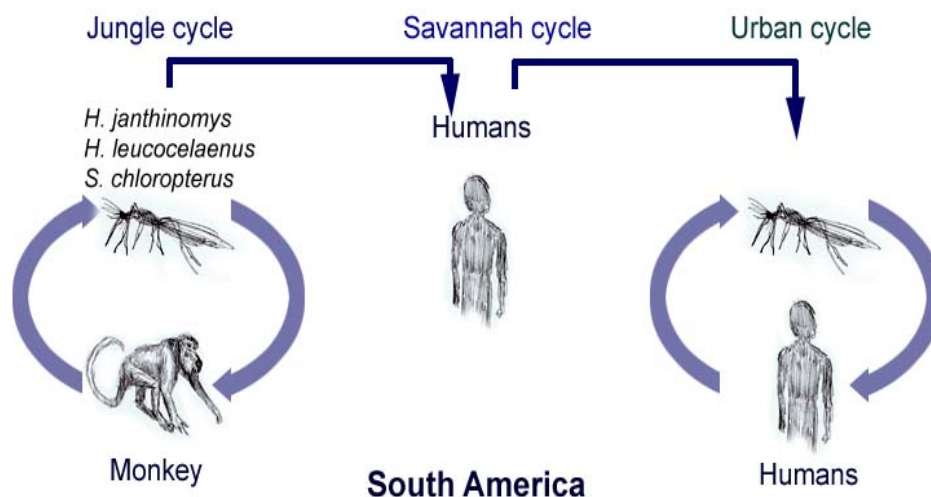 Jungle cycle
Savannah cycle
Urban cycle
H. janthinomys
H. leucocelaenus
S. chloropterus
Humans
Monkey
South America
Humans